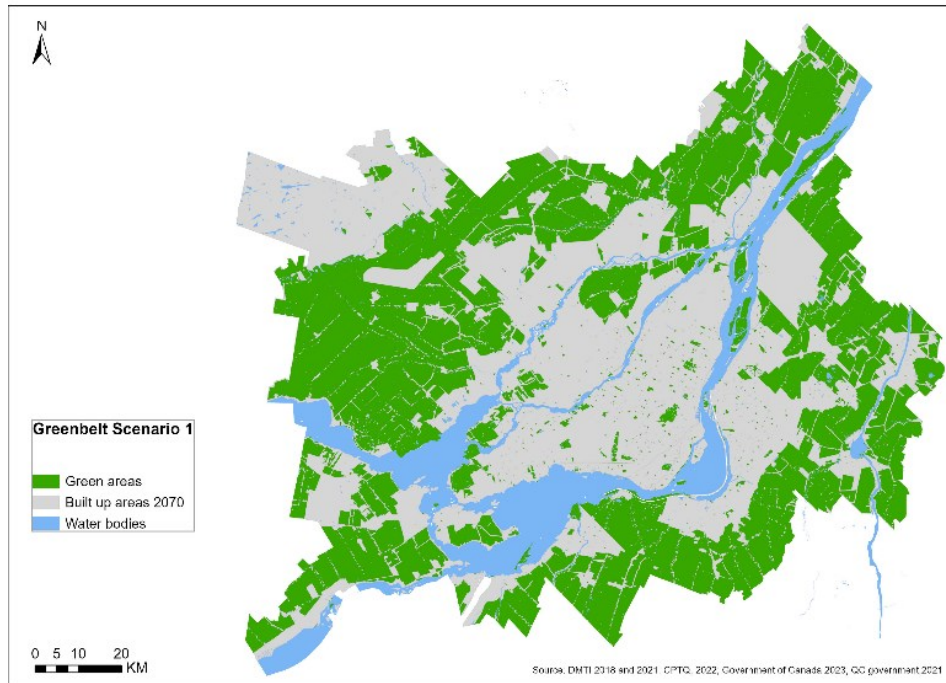 N
Greenbelt Scenario 1
Green areas
Built up areas 2070
Water bodies
0 5 10 20
KM
Source: DMTI 2018 and 2021. CPTQ, 2022, Government of Canada 2023, QC government 2021